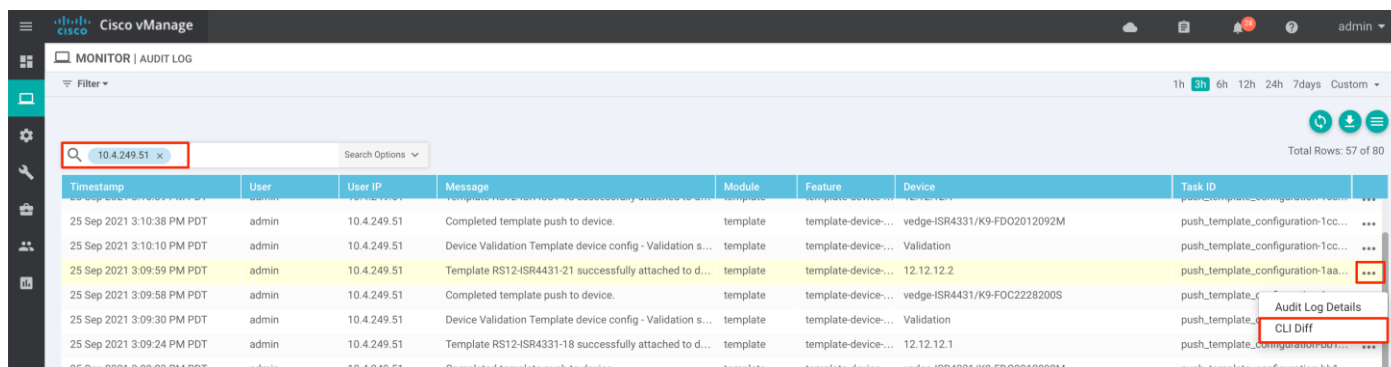 cisco Cisco vManage 28 admin
MONITOR | AUDIT LOG
Filter
1h 3h 6h 12h 24h 7days Custom
10.4.249.51 × Search Options
Total Rows: 57 of 80
Timestamp User User IP Message Module Feature Device Task ID
25 Sep 2021 3:10:38 PM PDT admin 10.4.249.51 Completed template push to device. template template-device-... vedge-ISR4331/K9-FDO2012092M push_template_configuration-1cc... ...
25 Sep 2021 3:10:10 PM PDT admin 10.4.249.51 Device Validation Template device config - Validation s... template template-device-... Validation push_template_configuration-1cc... ...
25 Sep 2021 3:09:59 PM PDT admin 10.4.249.51 Template RS12-ISR4431-21 successfully attached to d... template template-device-... 12.12.12.2 push_template_configuration-1aa... ...
25 Sep 2021 3:09:58 PM PDT admin 10.4.249.51 Completed template push to device. template template-device-... vedge-ISR4431/K9-FOC2228200S push_template_
Audit Log Details
25 Sep 2021 3:09:30 PM PDT admin 10.4.249.51 Device Validation Template device config - Validation s... template template-device-... Validation push_template_
CLI Diff
25 Sep 2021 3:09:24 PM PDT admin 10.4.249.51 Template RS12-ISR4331-18 successfully attached to d... template template-device-... 12.12.12.1 push_template_configuration-bb1... ...